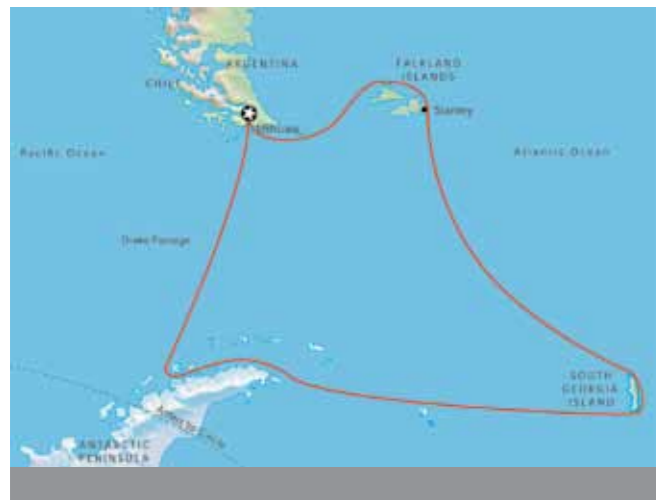 ARGENTINA
FALKLAND
ISLANDS
CHILE
Stanley
Ushuaia
Pacific Ocean
Atlantic Ocean
Drake Passage
SOUTH
GEORGIA
ISLAND
ANTARCTIC
PENINSULA